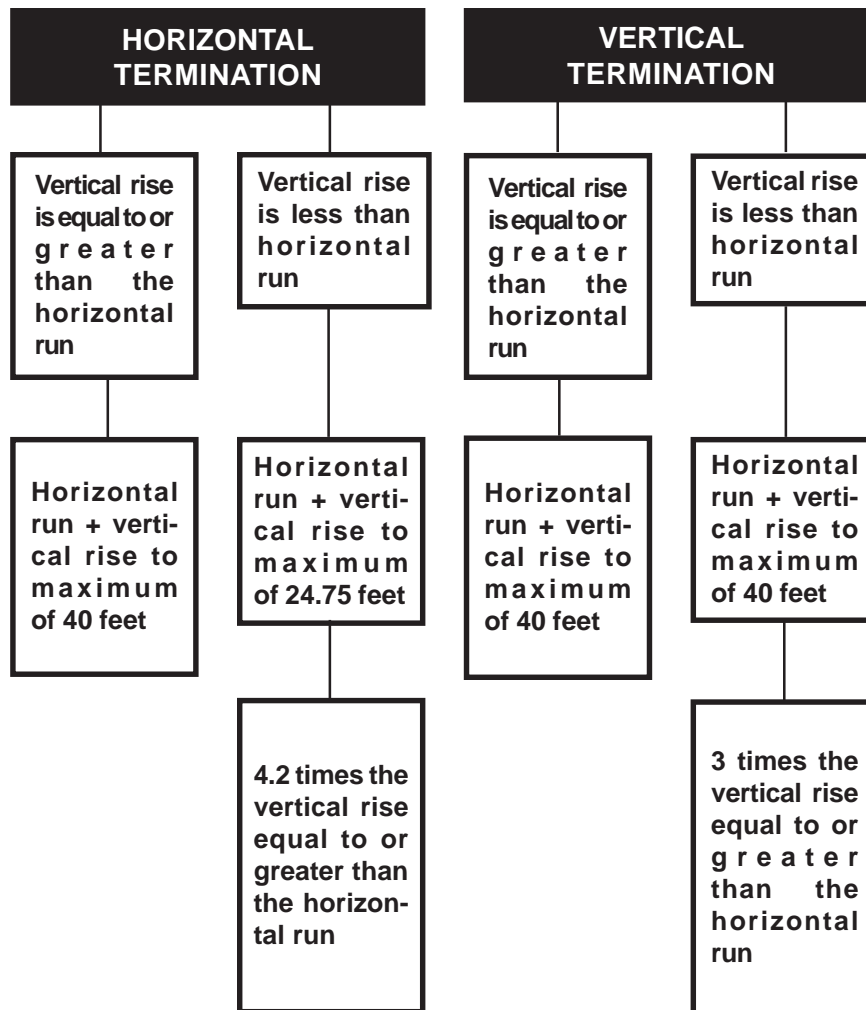 HORIZONTAL
TERMINATION
Vertical rise
is equal to or
greater
than the
horizontal
run
Horizontal
run + verti-
cal rise to
maximum
of 40 feet
Vertical rise
is less than
horizontal
run
Horizontal
run + verti-
cal rise to
maximum
of 24.75 feet
4.2 times the
vertical rise
equal to or
greater than
the horizon-
tal run
VERTICAL
TERMINATION
Vertical rise
is equal to or
greater
than the
horizontal
run
Horizontal
run + verti-
cal rise to
maximum
of 40 feet
Vertical rise
is less than
horizontal
run
Horizontal
run + verti-
cal rise to
maximum
of 40 feet
3 times the
vertical rise
equal to or
greater
than the
horizontal
run